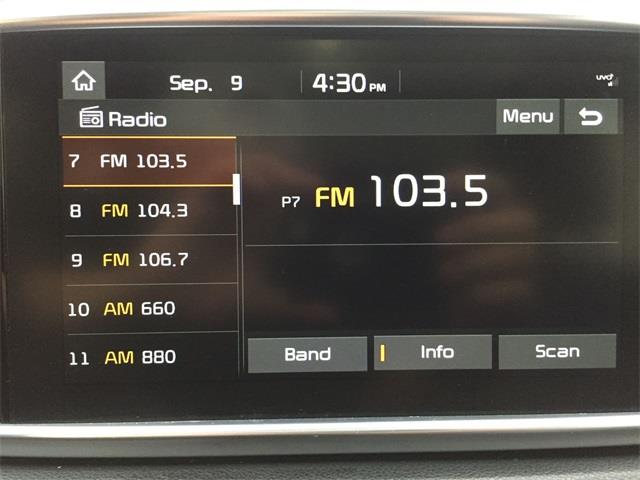 Sep. 9 4:30 PM UVO
Radio Menu
7 FM 103.5
8 FM 104.3
9 FM 106.7
10 AM 660
11 AM 880
P7 FM 103.5
Band Info Scan